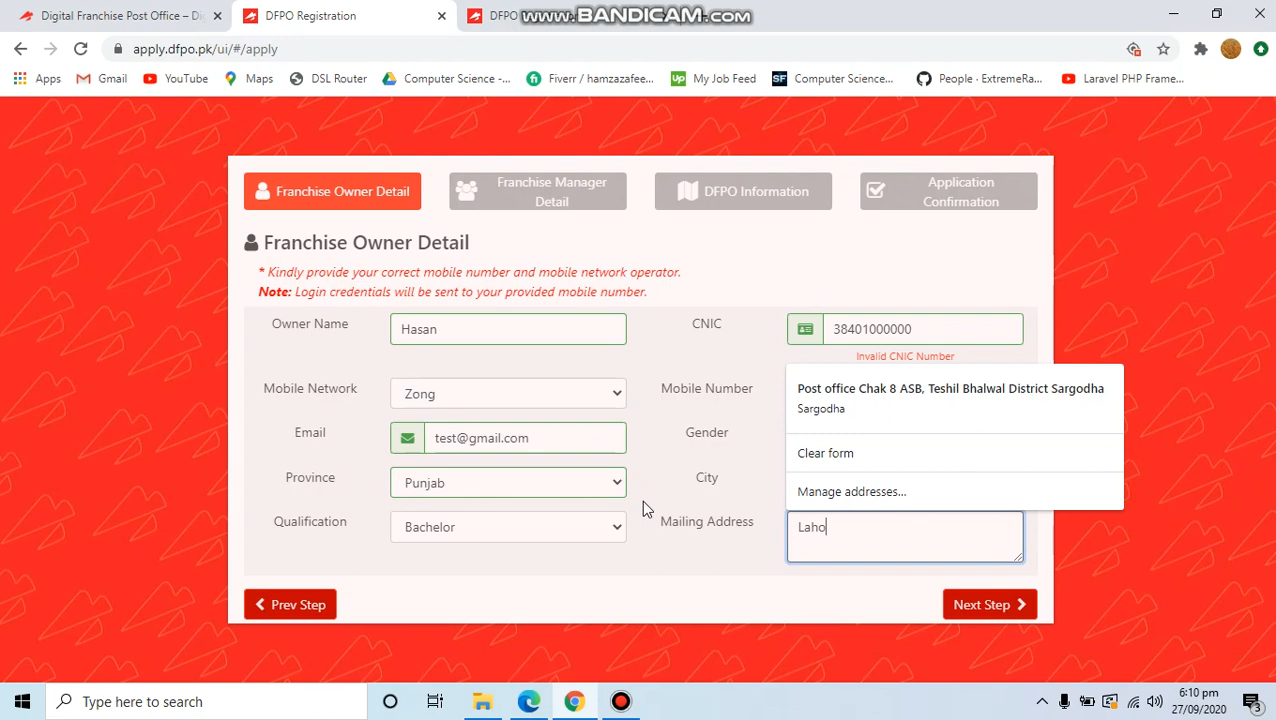 Digital Franchise Post Office – Dig
DFPO Registration
DFPO
www.BANDICAM.com
apply.dfpo.pk/ui/#/apply
Apps
Gmail
YouTube
Maps
DSL Router
Computer Science -...
Fiverr / hamzazafee...
My Job Feed
Computer Science...
People · ExtremeRa...
Laravel PHP Frame...
Franchise Owner Detail
Franchise Manager
Detail
DFPO Information
Application
Confirmation
Franchise Owner Detail
* Kindly provide your correct mobile number and mobile network operator.
Note: Login credentials will be sent to your provided mobile number.
Owner Name
Hasan
CNIC
38401000000
Invalid CNIC Number
Mobile Network
Zong
Mobile Number
Post office Chak 8 ASB, Teshil Bhalwal District Sargodha
Sargodha
Email
test@gmail.com
Gender
Clear form
Province
Punjab
City
Manage addresses...
Qualification
Bachelor
Mailing Address
Laho
Prev Step
Next Step
Type here to search
6:10 pm
27/09/2020
3